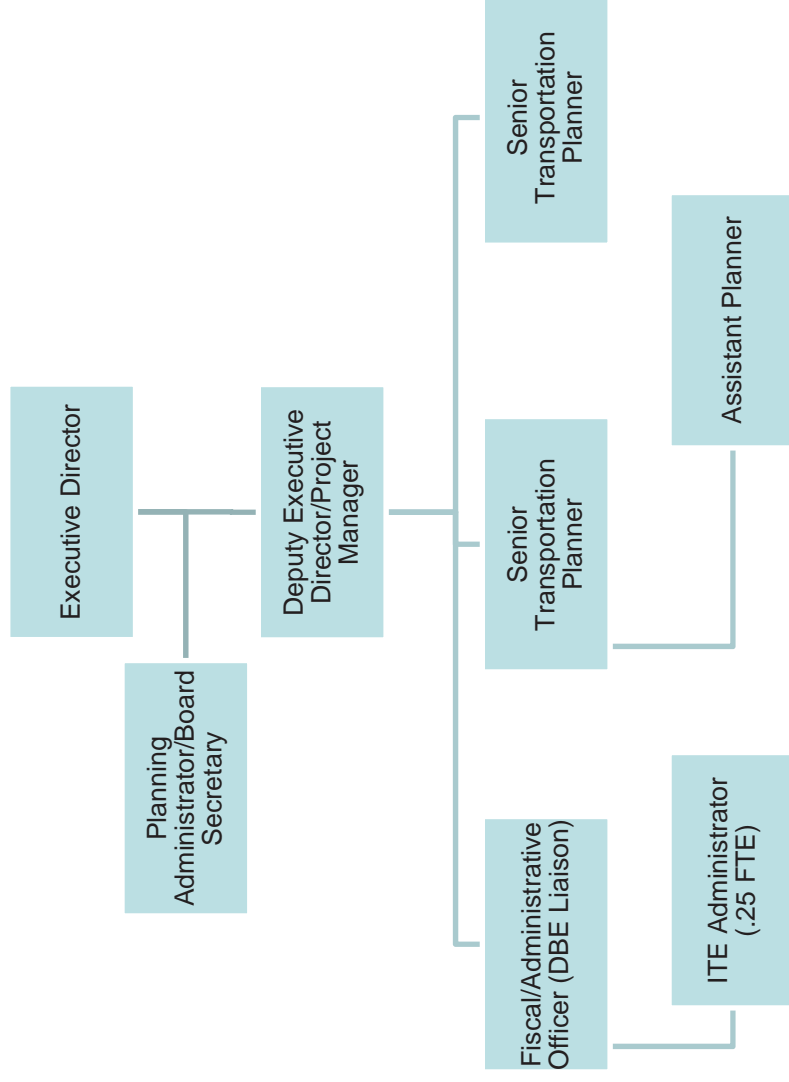 Executive Director
Planning
Administrator/Board
Secretary
Deputy Executive
Director/Project
Manager
Fiscal/Administrative
Officer (DBE Liaison)
Senior
Transportation
Planner
Senior
Transportation
Planner
ITE Administrator
(.25 FTE)
Assistant Planner